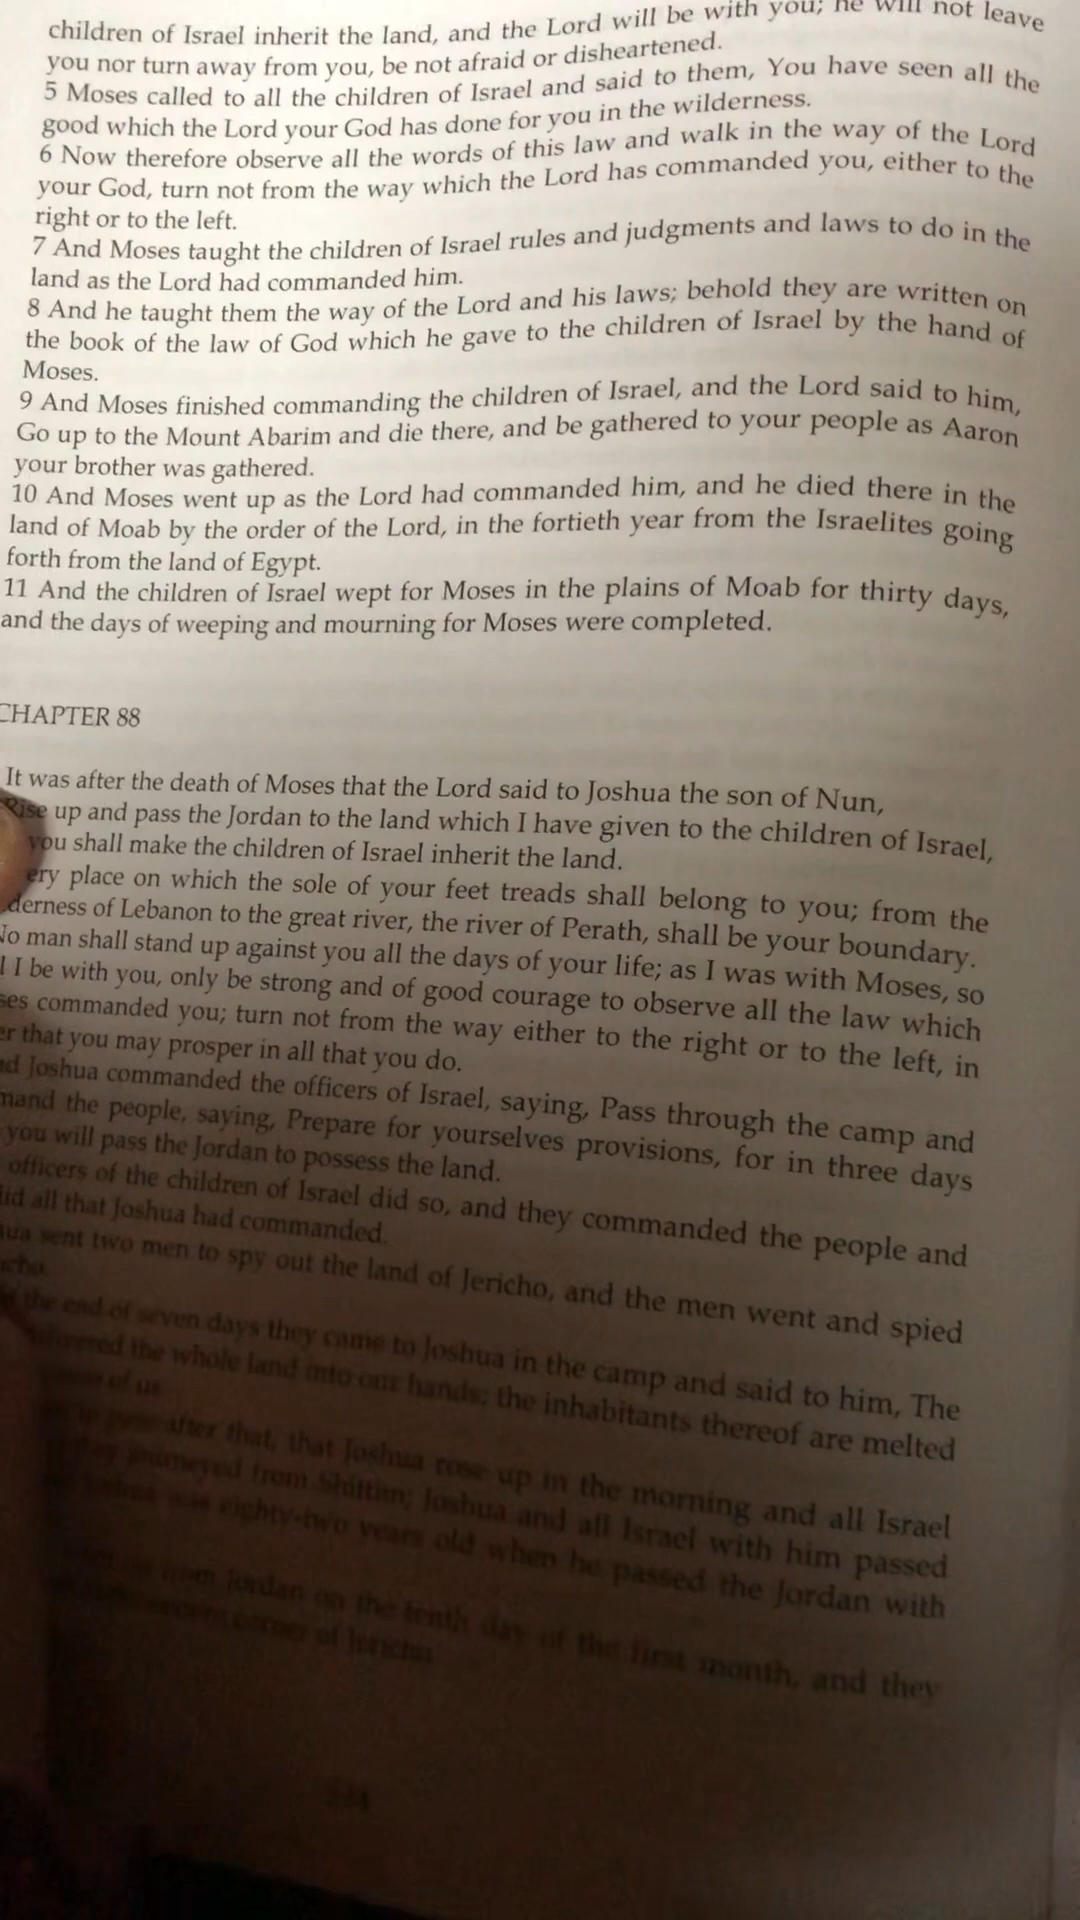 children of Israel inherit the land, and the Lord will be with you; he will not leave
you nor turn away from you, be not afraid or disheartened.
5 Moses called to all the children of Israel and said to them, You have seen all the
good which the Lord your God has done for you in the wilderness.
6 Now therefore observe all the words of this law and walk in the way of the Lord
your God, turn not from the way which the Lord has commanded you, either to the
right or to the left.
7 And Moses taught the children of Israel rules and judgments and laws to do in the
land as the Lord had commanded him.
8 And he taught them the way of the Lord and his laws; behold they are written on
the book of the law of God which he gave to the children of Israel by the hand of
Moses.
9 And Moses finished commanding the children of Israel, and the Lord said to him,
Go up to the Mount Abarim and die there, and be gathered to your people as Aaron
your brother was gathered.
10 And Moses went up as the Lord had commanded him, and he died there in the
land of Moab by the order of the Lord, in the fortieth year from the Israelites going
forth from the land of Egypt.
11 And the children of Israel wept for Moses in the plains of Moab for thirty days,
and the days of weeping and mourning for Moses were completed.
CHAPTER 88
It was after the death of Moses that the Lord said to Joshua the son of Nun,
Rise up and pass the Jordan to the land which I have given to the children of Israel,
you shall make the children of Israel inherit the land.
ery place on which the sole of your feet treads shall belong to you; from the
derness of Lebanon to the great river, the river of Perath, shall be your boundary.
No man shall stand up against you all the days of your life; as I was with Moses, so
l I be with you, only be strong and of good courage to observe all the law which
ses commanded you; turn not from the way either to the right or to the left, in
er that you may prosper in all that you do.
nd Joshua commanded the officers of Israel, saying, Pass through the camp and
mand the people, saying, Prepare for yourselves provisions, for in three days
you will pass the Jordan to possess the land.
officers of the children of Israel did so, and they commanded the people and
did all that Joshua had commanded.
ua sent two men to spy out the land of Jericho, and the men went and spied
icho.
the end of seven days they came to Joshua in the camp and said to him, The
livered the whole land into our hands; the inhabitants thereof are melted
of us.
after that, that Joshua rose up in the morning and all Israel
journeyed from Shittim; Joshua and all Israel with him passed
was eighty-two years old when he passed the Jordan with
from Jordan on the tenth day of the first month, and they
corner of Jericho.